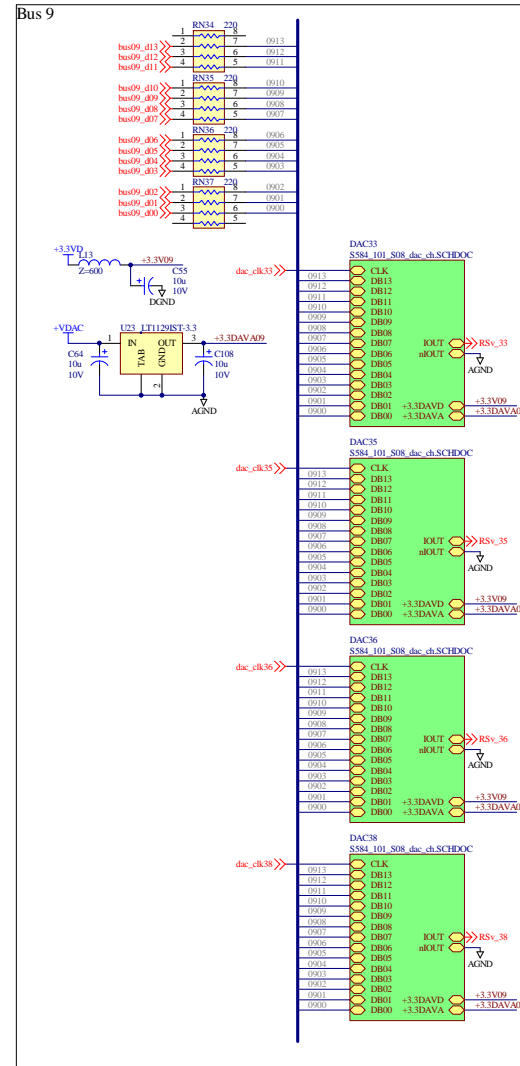 Bus 9
RN34 220
1 8
bus09_d13 2 7 0913
bus09_d12 3 6 0912
bus09_d11 4 5 0911
RN35 220
bus09_d10 1 8 0910
bus09_d09 2 7 0909
bus09_d08 3 6 0908
bus09_d07 4 5 0907
RN36 220
bus09_d06 1 8 0906
bus09_d05 2 7 0905
bus09_d04 3 6 0904
bus09_d03 4 5 0903
RN37 220
bus09_d02 1 8 0902
bus09_d01 2 7 0901
bus09_d00 3 6 0900
4 5
+3.3VD
L13
Z=600
+3.3V09
C55
10u
10V
DGND
+VDAC
U23 LT1129IST-3.3
1 IN OUT 3
+3.3DAVA09
TAB
GND
2
C64
10u
10V
C108
10u
10V
AGND
DAC33
S584_101_S08_dac_ch.SCHDOC
dac_clk33 CLK
0913 DB13
0912 DB12
0911 DB11
0910 DB10
0909 DB09
0908 DB08
0907 DB07 IOUT RSv_33
0906 DB06 nIOUT
0905 DB05 AGND
0904 DB04
0903 DB03
0902 DB02
0901 DB01 +3.3DAVD +3.3V09
0900 DB00 +3.3DAVA +3.3DAVA0
DAC35
S584_101_S08_dac_ch.SCHDOC
dac_clk35 CLK
0913 DB13
0912 DB12
0911 DB11
0910 DB10
0909 DB09
0908 DB08
0907 DB07 IOUT RSv_35
0906 DB06 nIOUT
0905 DB05 AGND
0904 DB04
0903 DB03
0902 DB02
0901 DB01 +3.3DAVD +3.3V09
0900 DB00 +3.3DAVA +3.3DAVA0
DAC36
S584_101_S08_dac_ch.SCHDOC
dac_clk36 CLK
0913 DB13
0912 DB12
0911 DB11
0910 DB10
0909 DB09
0908 DB08
0907 DB07 IOUT RSv_36
0906 DB06 nIOUT
0905 DB05 AGND
0904 DB04
0903 DB03
0902 DB02
0901 DB01 +3.3DAVD +3.3V09
0900 DB00 +3.3DAVA +3.3DAVA0
DAC38
S584_101_S08_dac_ch.SCHDOC
dac_clk38 CLK
0913 DB13
0912 DB12
0911 DB11
0910 DB10
0909 DB09
0908 DB08
0907 DB07 IOUT RSv_38
0906 DB06 nIOUT
0905 DB05 AGND
0904 DB04
0903 DB03
0902 DB02
0901 DB01 +3.3DAVD +3.3V09
0900 DB00 +3.3DAVA +3.3DAVA0